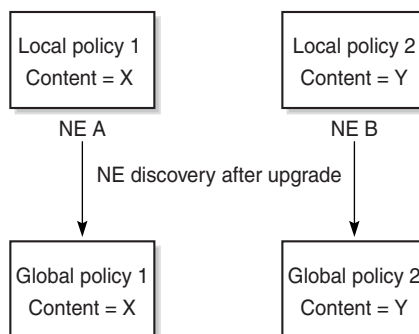 Local policy 1
Content = X
Local policy 2
Content = Y
NE A
NE B
NE discovery after upgrade
Global policy 1
Content = X
Global policy 2
Content = Y